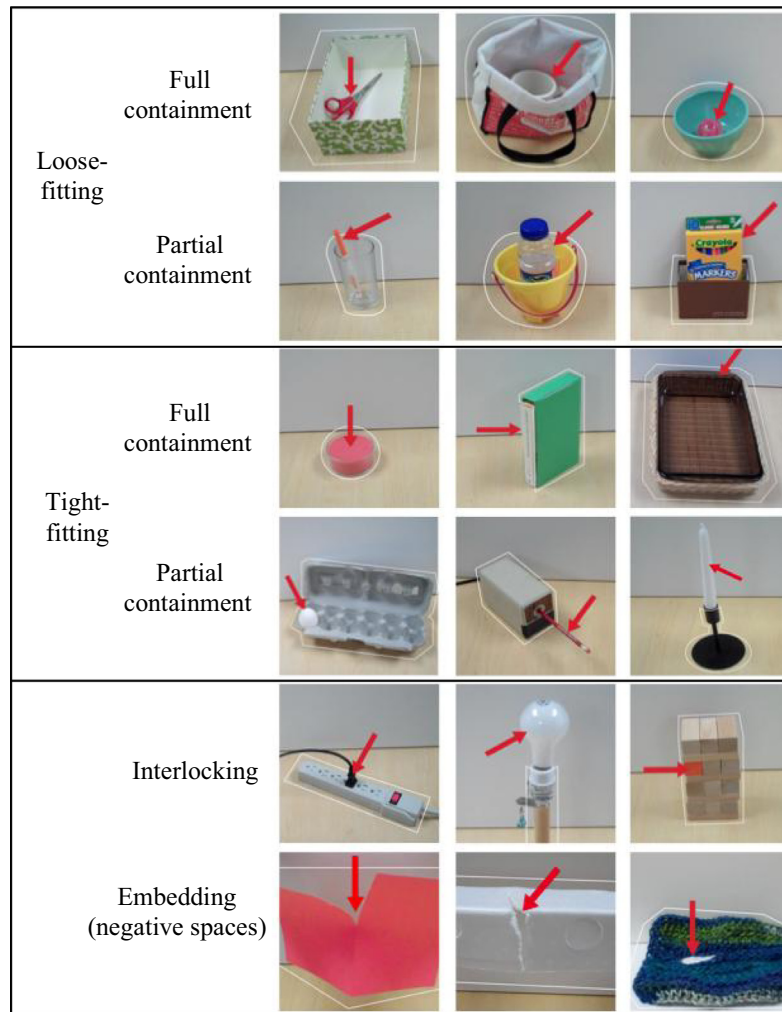 Full
containment
Loose-
fitting
Partial
containment
Crayola
MARKERS
Full
containment
Tight-
fitting
Partial
containment
Interlocking
Embedding
(negative spaces)